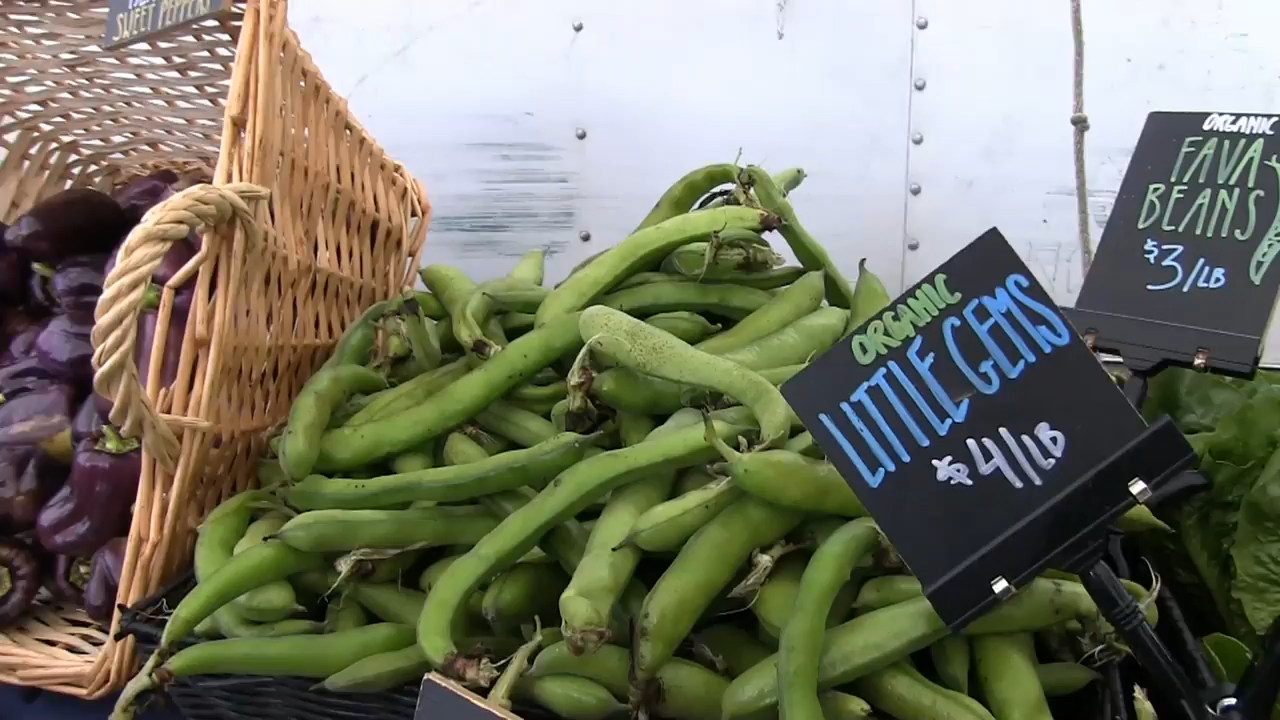 SWEET PEPPERS
ORGANIC
LITTLE GEMS
$4/LB
ORGANIC
FAVA
BEANS
$3/LB